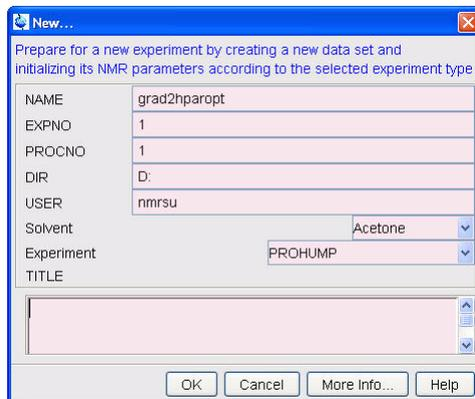 New...
Prepare for a new experiment by creating a new data set and
initializing its NMR parameters according to the selected experiment type
NAME grad2hparopt
EXPNO 1
PROCNO 1
DIR D:
USER nmrsu
Solvent Acetone
Experiment PROHUMP
TITLE
OK Cancel More Info... Help